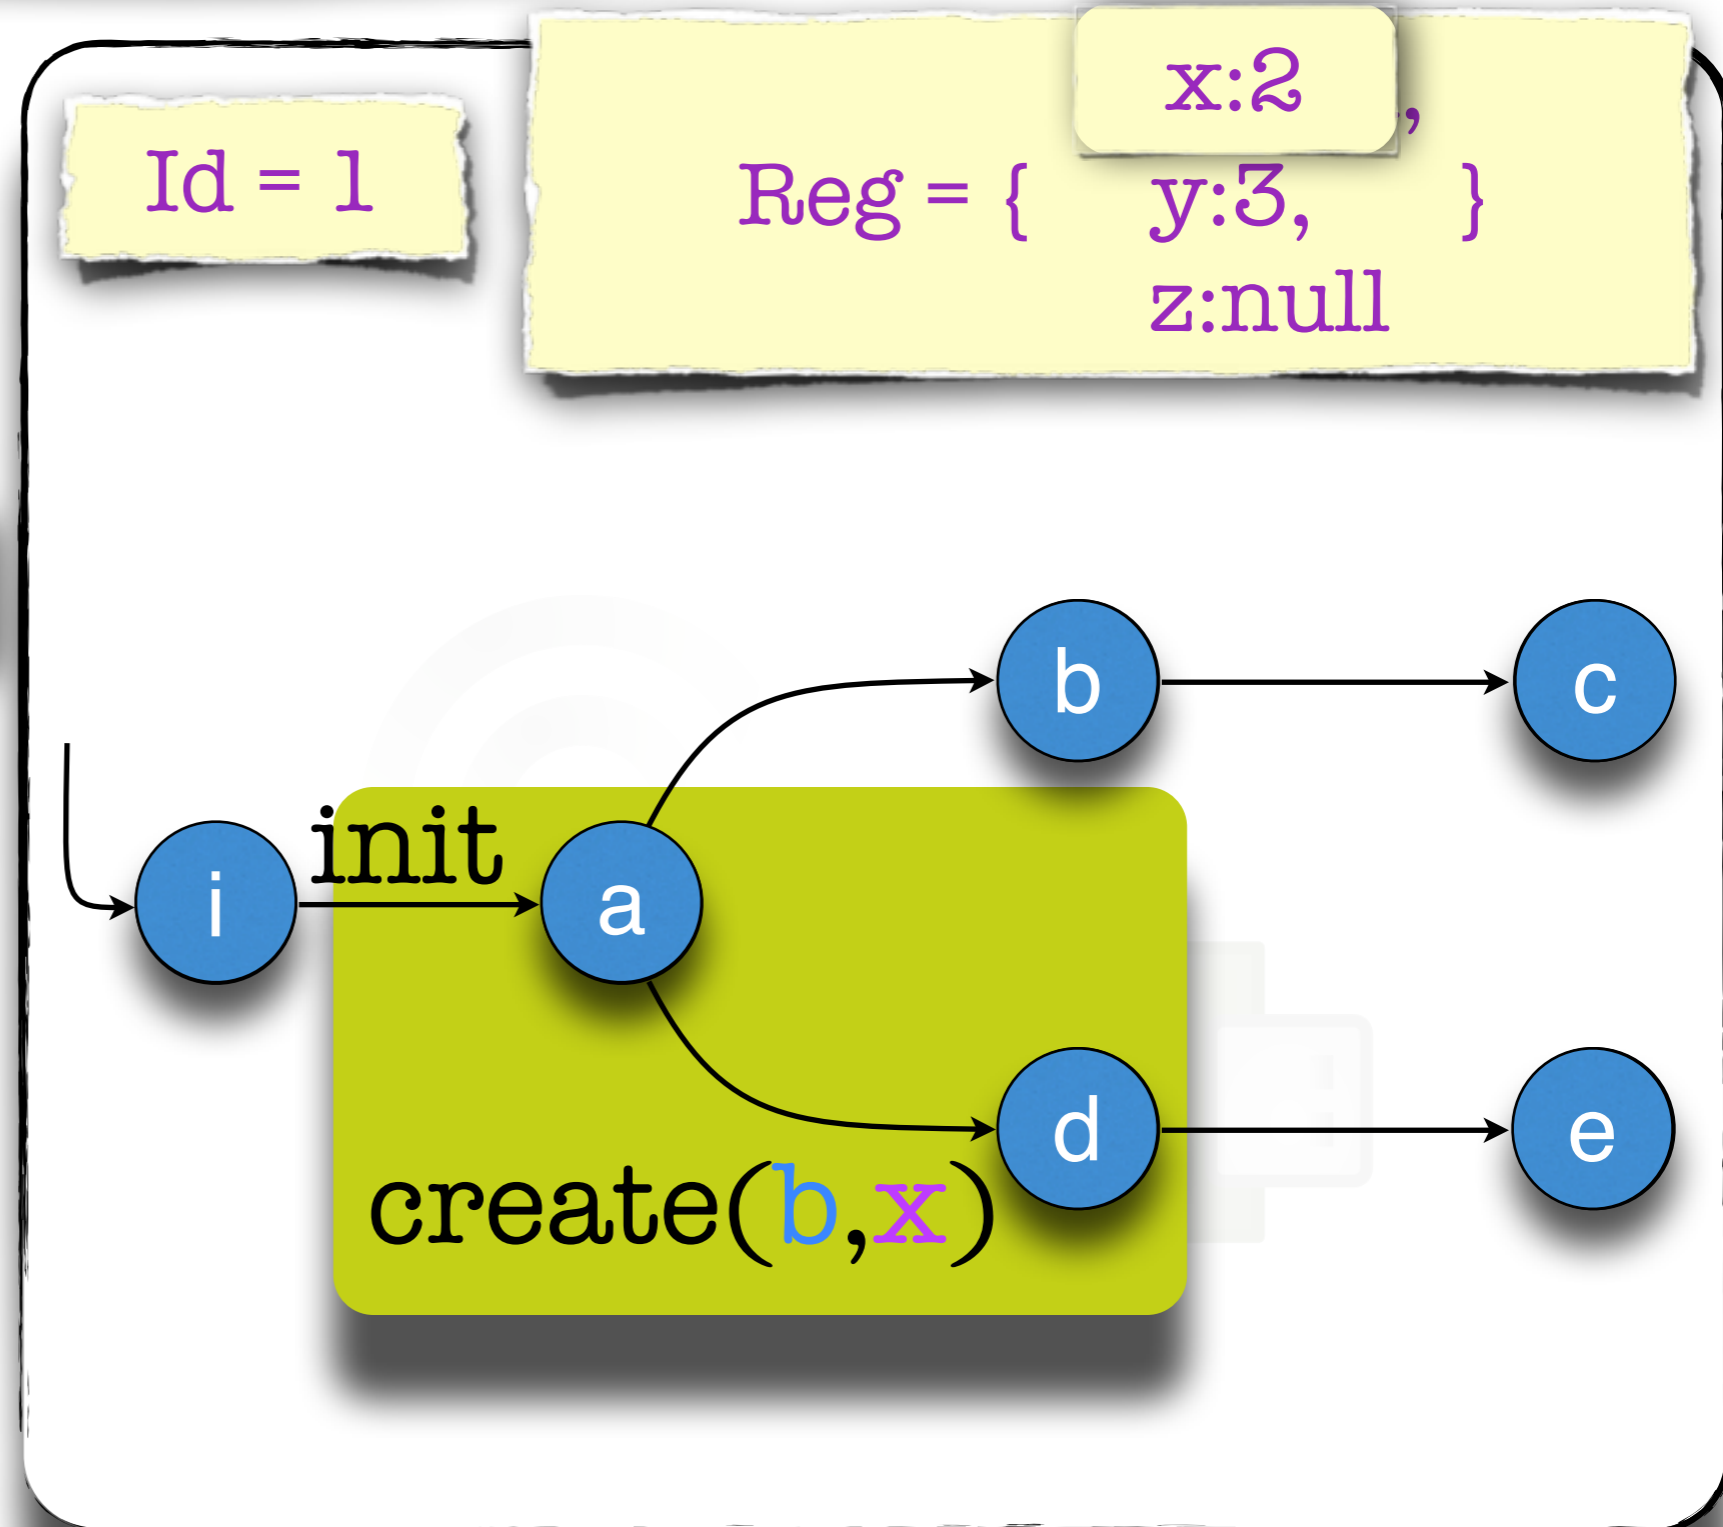 x:2
,
Id = 1
Reg = { y:3, }
z:null
b
c
init
i
a
d
e
create(b,x)